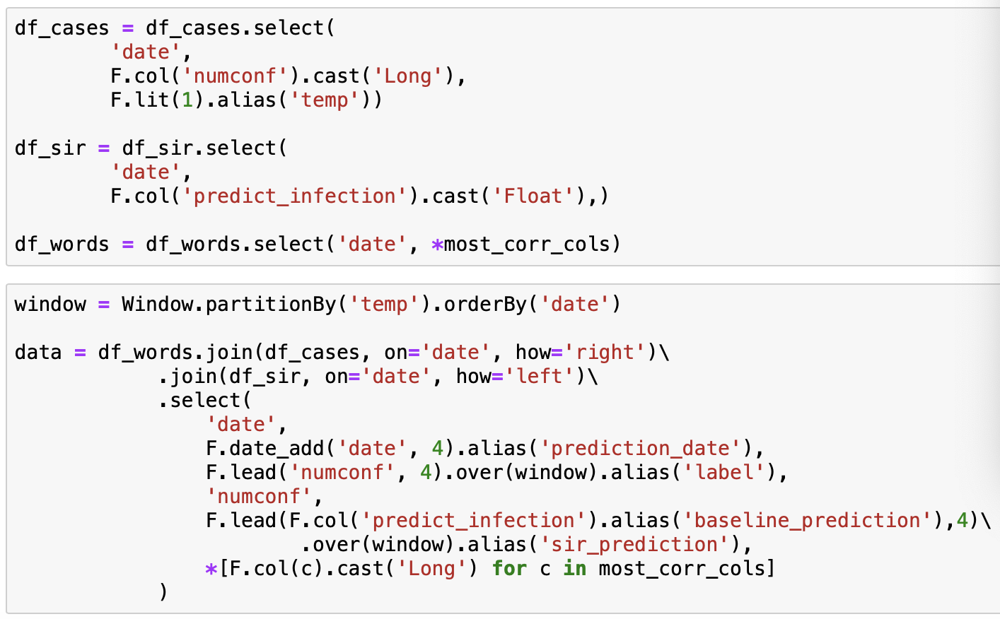 df_cases = df_cases.select(
        'date',
        F.col('numconf').cast('Long'),
        F.lit(1).alias('temp'))

df_sir = df_sir.select(
        'date',
        F.col('predict_infection').cast('Float'),)

df_words = df_words.select('date', *most_corr_cols)

window = Window.partitionBy('temp').orderBy('date')

data = df_words.join(df_cases, on='date', how='right')\
            .join(df_sir, on='date', how='left')\
            .select(
                'date',
                F.date_add('date', 4).alias('prediction_date'),
                F.lead('numconf', 4).over(window).alias('label'),
                'numconf',
                F.lead(F.col('predict_infection').alias('baseline_prediction'),4)\
                        .over(window).alias('sir_prediction'),
                *[F.col(c).cast('Long') for c in most_corr_cols]
            )